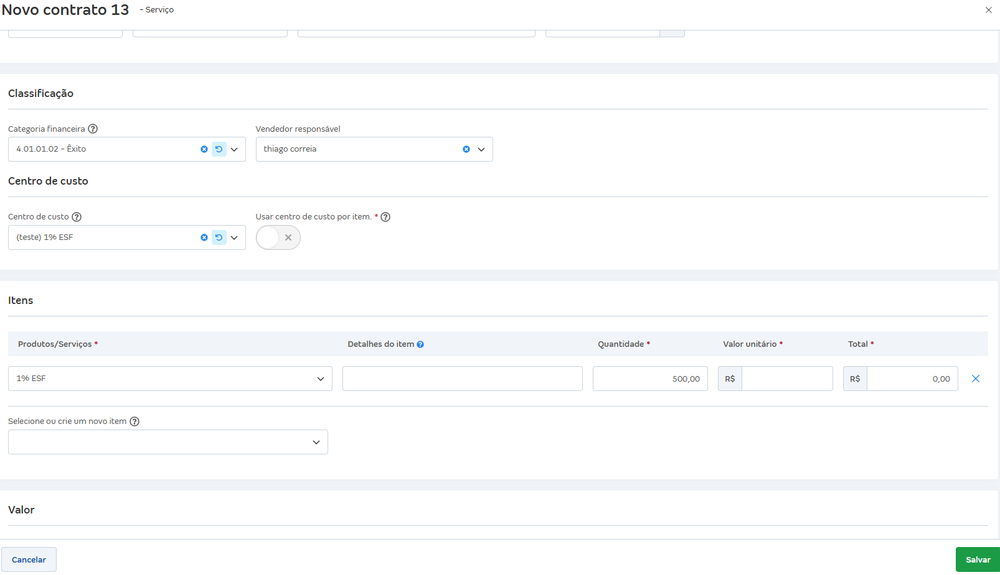 Novo contrato 13 - Serviço
Classificação
Categoria financeira ?
Vendedor responsável
4.01.01.02 - Êxito
thiago correia
Centro de custo
Centro de custo ?
Usar centro de custo por item. * ?
(teste) 1% ESF
Itens
Produtos/Serviços *
Detalhes do item ?
Quantidade *
Valor unitário *
Total *
1% ESF
500,00
R$
R$ 0,00
Selecione ou crie um novo item ?
Valor
Cancelar
Salvar